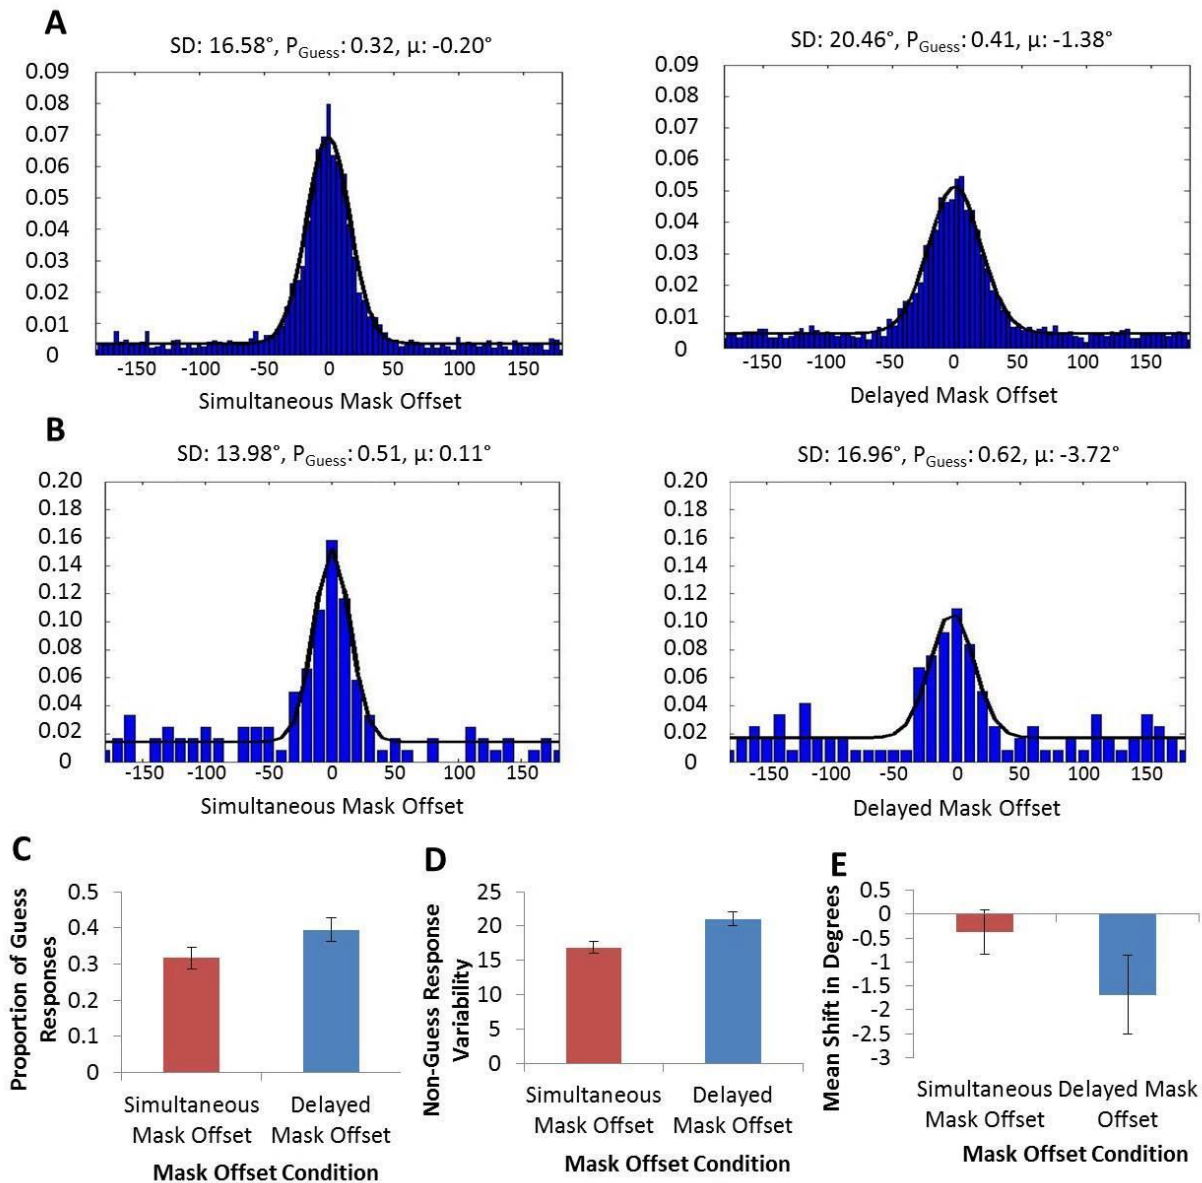 A
SD: 16.58°, PGuess: 0.32, μ: -0.20°
0.09
0.08
0.07
0.06
0.05
0.04
0.03
0.02
0.01
0
-150 -100 -50 0 50 100 150
Simultaneous Mask Offset
SD: 20.46°, PGuess: 0.41, μ: -1.38°
0.09
0.08
0.07
0.06
0.05
0.04
0.03
0.02
0.01
0
-150 -100 -50 0 50 100 150
Delayed Mask Offset
B
SD: 13.98°, PGuess: 0.51, μ: 0.11°
0.20
0.18
0.16
0.14
0.12
0.10
0.08
0.06
0.04
0.02
0
-150 -100 -50 0 50 100 150
Simultaneous Mask Offset
SD: 16.96°, PGuess: 0.62, μ: -3.72°
0.20
0.18
0.16
0.14
0.12
0.10
0.08
0.06
0.04
0.02
0
-150 -100 -50 0 50 100 150
Delayed Mask Offset
C
Proportion of Guess
Responses
0.5
0.4
0.3
0.2
0.1
0
Simultaneous Delayed
Mask Offset Mask Offset
Mask Offset Condition
D
Non-Guess Response
Variability
25
20
15
10
5
0
Simultaneous Delayed
Mask Offset Mask Offset
Mask Offset Condition
E
Mean Shift in Degrees
0.5
0
-0.5
-1
-1.5
-2
-2.5
-3
Simultaneous Delayed Mask
Mask Offset Offset
Mask Offset Condition